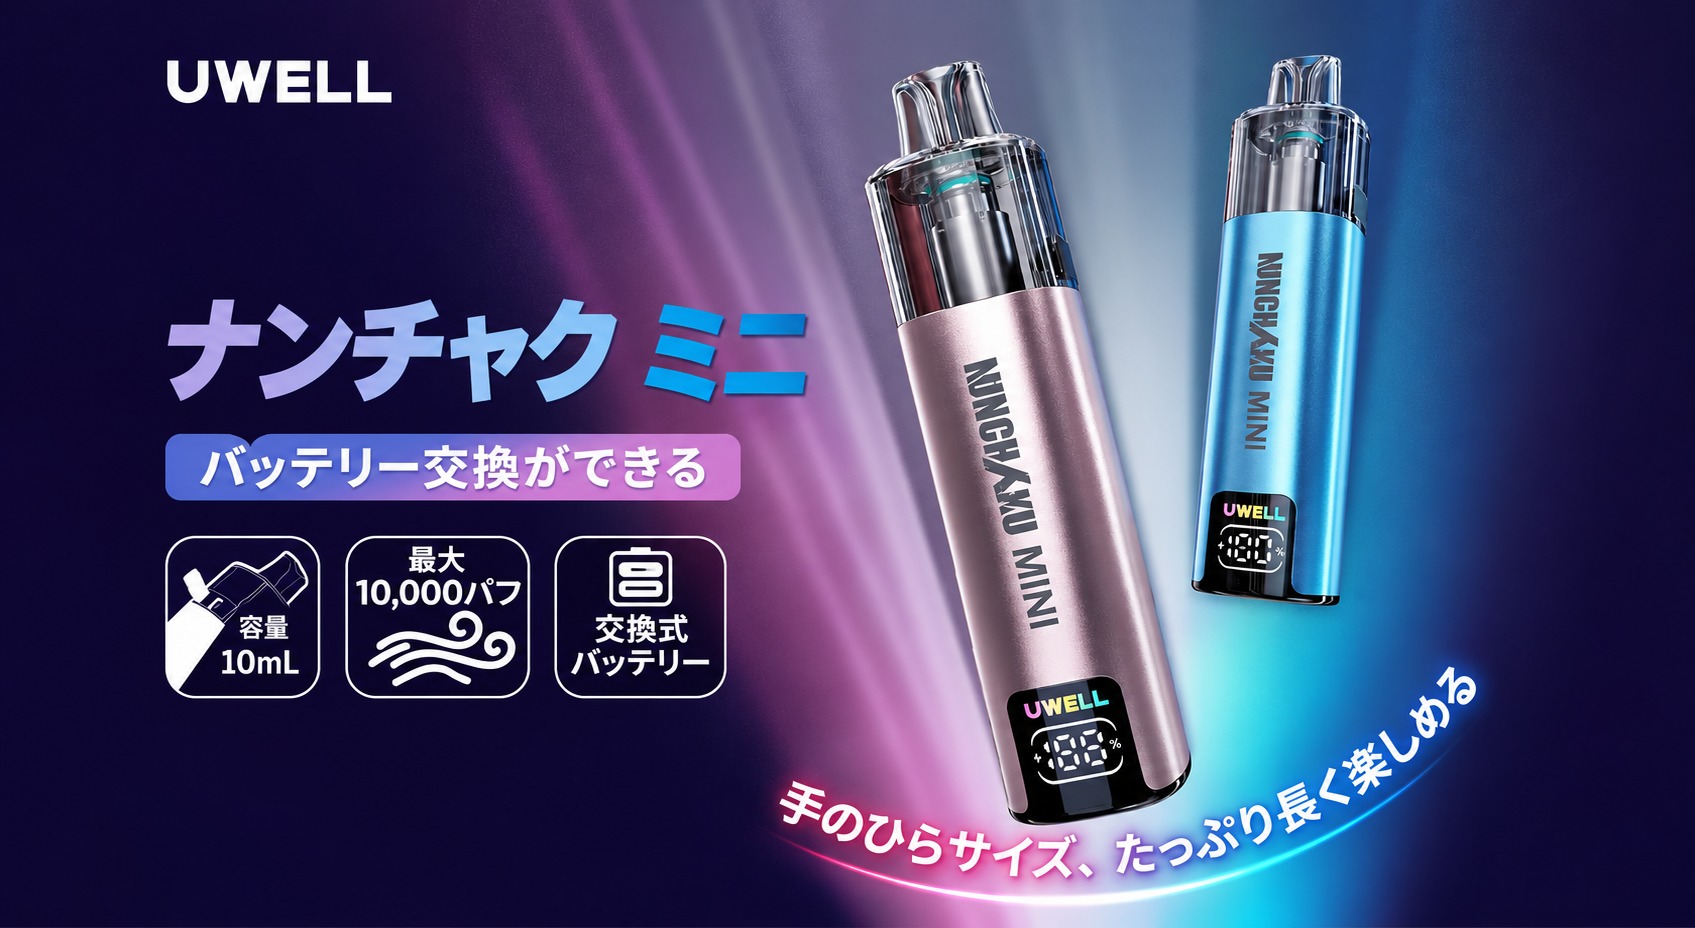 UWELL
ナンチャク ミニ
バッテリー交換ができる
容量
10mL
最大
10,000パフ
交換式
バッテリー
NUNCHAKU MINI
UWELL
%
NUNCHAKU MINI
UWELL
%
手のひらサイズ、たっぷり長く楽しめる